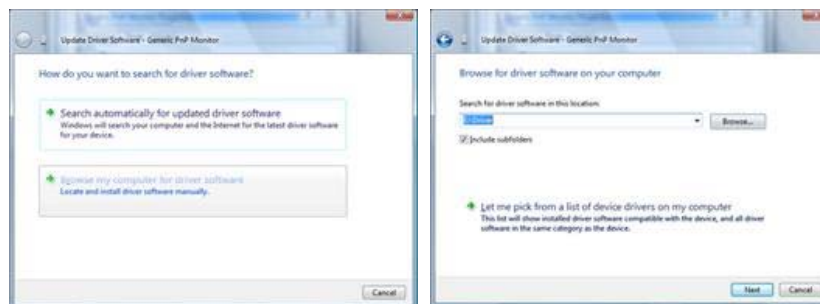 Update Driver Software - Generic PnP Monitor
How do you want to search for driver software?
Search automatically for updated driver software
Windows will search your computer and the Internet for the latest driver software
for your device.
Browse my computer for driver software
Locate and install driver software manually.
Cancel
Update Driver Software - Generic PnP Monitor
Browse for driver software on your computer
Search for driver software in this location:
Browse...
Include subfolders
Let me pick from a list of device drivers on my computer
This list will show installed driver software compatible with the device, and all driver
software in the same category as the device.
Next Cancel